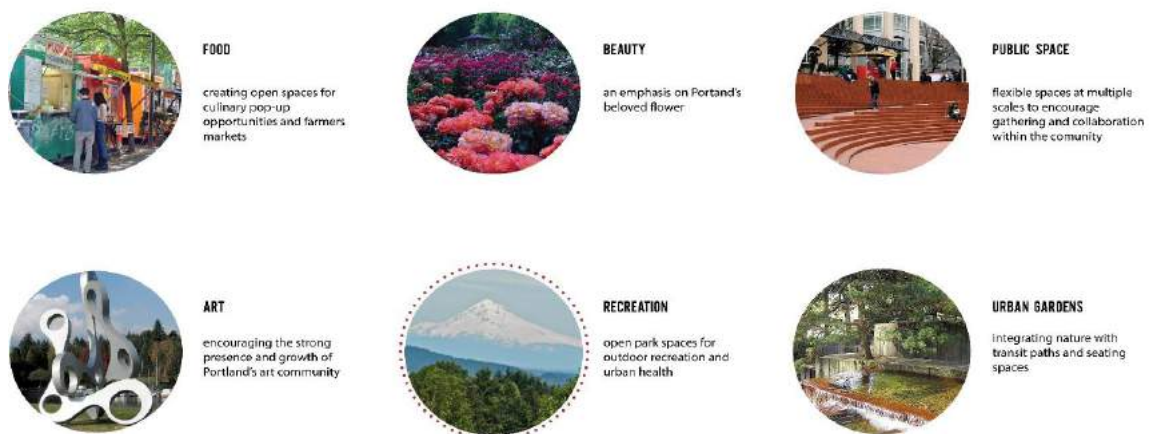 FOOD
creating open spaces for
culinary pop-up
opportunities and farmers
markets
BEAUTY
an emphasis on Portand's
beloved flower
PUBLIC SPACE
flexible spaces at multiple
scales to encourage
gathering and collaboration
within the comunity
ART
encouraging the strong
presence and growth of
Portland's art community
RECREATION
open park spaces for
outdoor recreation and
urban health
URBAN GARDENS
integrating nature with
transit paths and seating
spaces